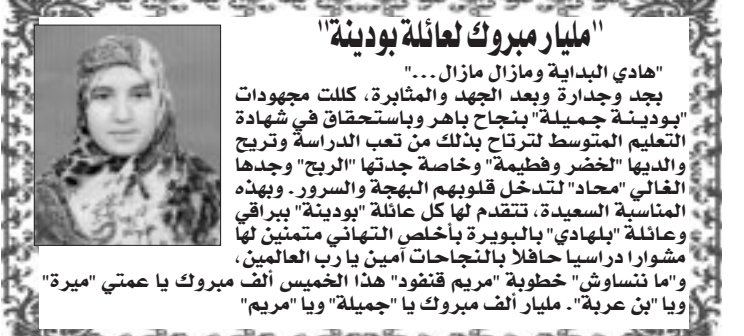 "مليار مبروك لعائلة بودينة"
"هادي البداية ومازال مازال..."
بجد وجدارة وبعد الجهد والمثابرة، كللت مجهودات
"بودينة جميلة" بنجاح باهر وباستحقاق في شهادة
التعليم المتوسط لترتاح بذلك من تعب الدراسة وتريح
والديها "لخضر وفطيمة" وخاصة جدتها "الربح" وجدها
الغالي "محاد" لتدخل قلوبهم البهجة والسرور. وبهذه
المناسبة السعيدة، تتقدم لها كل عائلة "بودينة" ببراقي
وعائلة "بلهادي" بالبويرة بأخلص التهاني متمنين لها
مشوارا دراسيا حافلا بالنجاحات آمين يا رب العالمين،
و"ما ننساوش" خطوبة "مريم قنفود" هذا الخميس ألف مبروك يا عمتي "ميرة"
ويا "بن عربة". مليار ألف مبروك يا "جميلة" ويا "مريم"